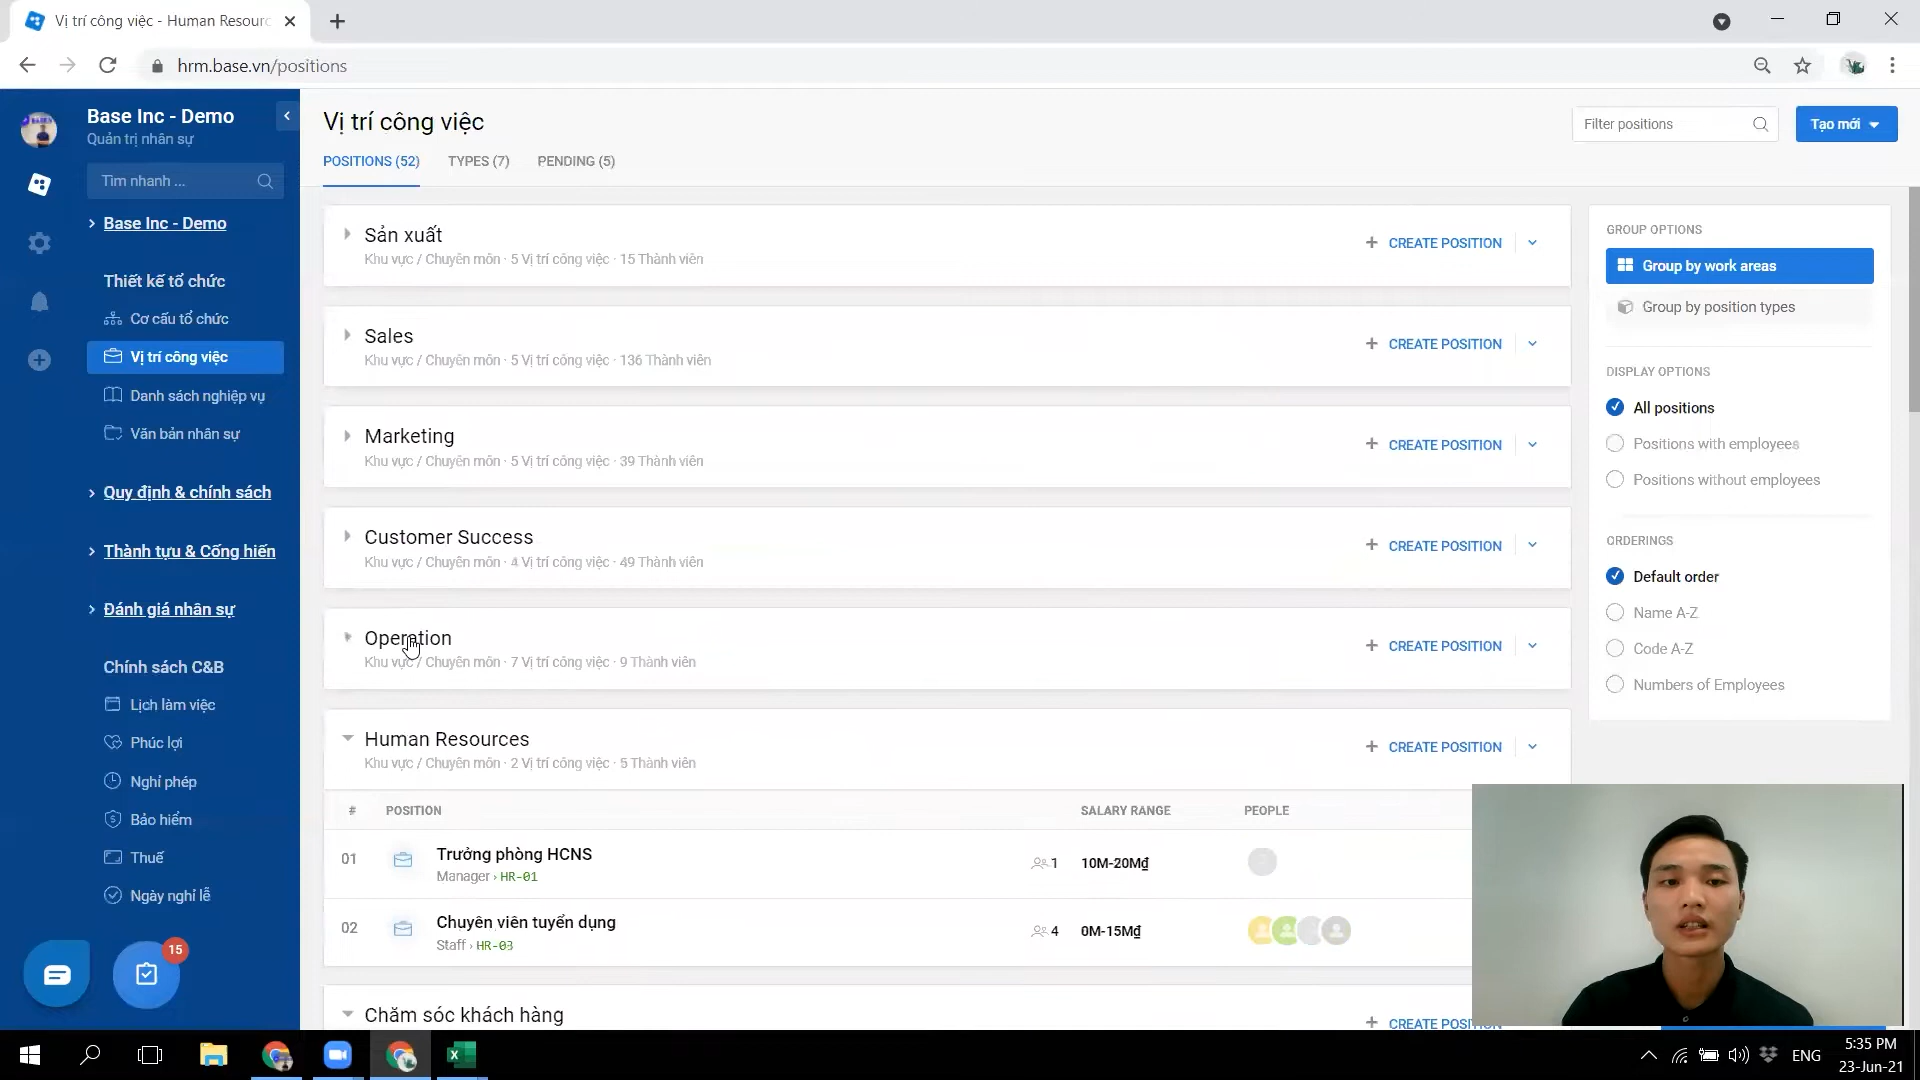 Vị trí công việc - Human Resourc
hrm.base.vn/positions
Base Inc - Demo
Quản trị nhân sự
Tìm nhanh ...
Base Inc - Demo
Thiết kế tổ chức
Cơ cấu tổ chức
Vị trí công việc
Danh sách nghiệp vụ
Văn bản nhân sự
Quy định & chính sách
Thành tựu & Cống hiến
Đánh giá nhân sự
Chính sách C&B
Lịch làm việc
Phúc lợi
Nghỉ phép
Bảo hiểm
Thuế
Ngày nghỉ lễ
15
Vị trí công việc
Filter positions
Tạo mới
POSITIONS (52)
TYPES (7)
PENDING (5)
Sản xuất
Khu vực / Chuyên môn · 5 Vị trí công việc · 15 Thành viên
CREATE POSITION
Sales
Khu vực / Chuyên môn · 5 Vị trí công việc · 136 Thành viên
CREATE POSITION
Marketing
Khu vực / Chuyên môn · 5 Vị trí công việc · 39 Thành viên
CREATE POSITION
Customer Success
Khu vực / Chuyên môn · 4 Vị trí công việc · 49 Thành viên
CREATE POSITION
Operation
Khu vực / Chuyên môn · 7 Vị trí công việc · 9 Thành viên
CREATE POSITION
Human Resources
Khu vực / Chuyên môn · 2 Vị trí công việc · 5 Thành viên
CREATE POSITION
# POSITION SALARY RANGE PEOPLE
01 Trưởng phòng HCNS 1 10M-20M₫
Manager › HR-01
02 Chuyên viên tuyển dụng 4 0M-15M₫
Staff › HR-03
Chăm sóc khách hàng
CREATE POSITION
GROUP OPTIONS
Group by work areas
Group by position types
DISPLAY OPTIONS
All positions
Positions with employees
Positions without employees
ORDERINGS
Default order
Name A-Z
Code A-Z
Numbers of Employees
ENG
5:35 PM
23-Jun-21